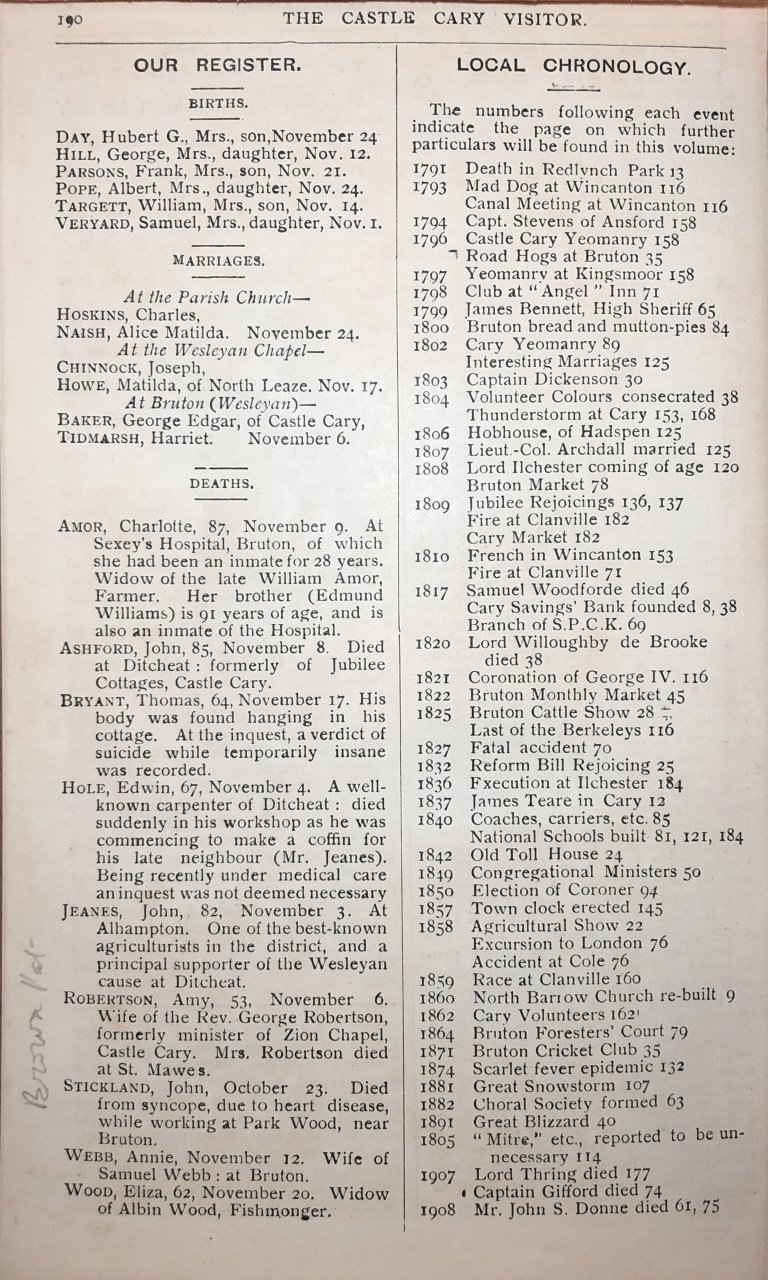 190
THE CASTLE CARY VISITOR.
OUR REGISTER.
BIRTHS.
DAY, Hubert G., Mrs., son, November 24
HILL, George, Mrs., daughter, Nov. 12.
PARSONS, Frank, Mrs., son, Nov. 21.
POPE, Albert, Mrs., daughter, Nov. 24.
TARGETT, William, Mrs., son, Nov. 14.
VERYARD, Samuel, Mrs., daughter, Nov. 1.
MARRIAGES.
At the Parish Church—
HOSKINS, Charles,
NAISH, Alice Matilda. November 24.
At the Wesleyan Chapel—
CHINNOCK, Joseph,
HOWE, Matilda, of North Leaze. Nov. 17.
At Bruton (Wesleyan)—
BAKER, George Edgar, of Castle Cary,
TIDMARSH, Harriet. November 6.
DEATHS.
AMOR, Charlotte, 87, November 9. At
Sexey's Hospital, Bruton, of which
she had been an inmate for 28 years.
Widow of the late William Amor,
Farmer. Her brother (Edmund
Williams) is 91 years of age, and is
also an inmate of the Hospital.
ASHFORD, John, 85, November 8. Died
at Ditcheat : formerly of Jubilee
Cottages, Castle Cary.
BRYANT, Thomas, 64, November 17. His
body was found hanging in his
cottage. At the inquest, a verdict of
suicide while temporarily insane
was recorded.
HOLE, Edwin, 67, November 4. A well-
known carpenter of Ditcheat : died
suddenly in his workshop as he was
commencing to make a coffin for
his late neighbour (Mr. Jeanes).
Being recently under medical care
an inquest was not deemed necessary
JEANES, John, 82, November 3. At
Alhampton. One of the best-known
agriculturists in the district, and a
principal supporter of the Wesleyan
cause at Ditcheat.
ROBERTSON, Amy, 53, November 6.
Wife of the Rev. George Robertson,
formerly minister of Zion Chapel,
Castle Cary. Mrs. Robertson died
at St. Mawes.
STICKLAND, John, October 23. Died
from syncope, due to heart disease,
while working at Park Wood, near
Bruton.
WEBB, Annie, November 12. Wife of
Samuel Webb : at Bruton.
WOOD, Eliza, 62, November 20. Widow
of Albin Wood, Fishmonger.
LOCAL CHRONOLOGY.
The numbers following each event
indicate the page on which further
particulars will be found in this volume:
1791 Death in Redlynch Park 13
1793 Mad Dog at Wincanton 116
Canal Meeting at Wincanton 116
1794 Capt. Stevens of Ansford 158
1796 Castle Cary Yeomanry 158
Road Hogs at Bruton 35
1797 Yeomanry at Kingsmoor 158
1798 Club at "Angel" Inn 71
1799 James Bennett, High Sheriff 65
1800 Bruton bread and mutton-pies 84
1802 Cary Yeomanry 89
Interesting Marriages 125
1803 Captain Dickenson 30
1804 Volunteer Colours consecrated 38
Thunderstorm at Cary 153, 168
1806 Hobhouse, of Hadspen 125
1807 Lieut.-Col. Archdall married 125
1808 Lord Ilchester coming of age 120
Bruton Market 78
1809 Jubilee Rejoicings 136, 137
Fire at Clanville 182
Cary Market 182
1810 French in Wincanton 153
Fire at Clanville 71
1817 Samuel Woodforde died 46
Cary Savings' Bank founded 8, 38
Branch of S.P.C.K. 69
1820 Lord Willoughby de Brooke
died 38
1821 Coronation of George IV. 116
1822 Bruton Monthly Market 45
1825 Bruton Cattle Show 28
Last of the Berkeleys 116
1827 Fatal accident 70
1832 Reform Bill Rejoicing 25
1836 Execution at Ilchester 184
1837 James Teare in Cary 12
1840 Coaches, carriers, etc. 85
National Schools built 81, 121, 184
1842 Old Toll House 24
1849 Congregational Ministers 50
1850 Election of Coroner 94
1857 Town clock erected 145
1858 Agricultural Show 22
Excursion to London 76
Accident at Cole 76
1859 Race at Clanville 160
1860 North Barrow Church re-built 9
1862 Cary Volunteers 162
1864 Bruton Foresters' Court 79
1871 Bruton Cricket Club 35
1874 Scarlet fever epidemic 132
1881 Great Snowstorm 107
1882 Choral Society formed 63
1891 Great Blizzard 40
1805 "Mitre," etc., reported to be un-
necessary 114
1907 Lord Thring died 177
Captain Gifford died 74
1908 Mr. John S. Donne died 61, 75
Brown